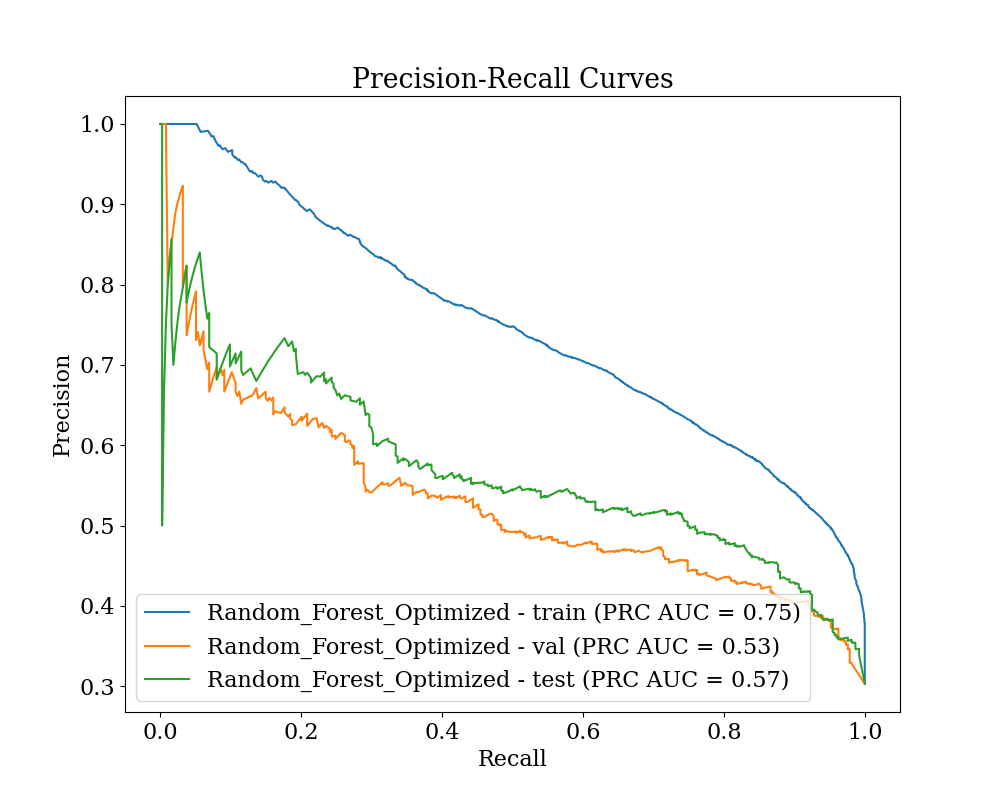 Precision-Recall Curves
1.0
0.9
0.8
0.7
0.6
0.5
0.4
0.3
Precision
Random_Forest_Optimized - train (PRC AUC = 0.75)
Random_Forest_Optimized - val (PRC AUC = 0.53)
Random_Forest_Optimized - test (PRC AUC = 0.57)
0.0 0.2 0.4 0.6 0.8 1.0
Recall